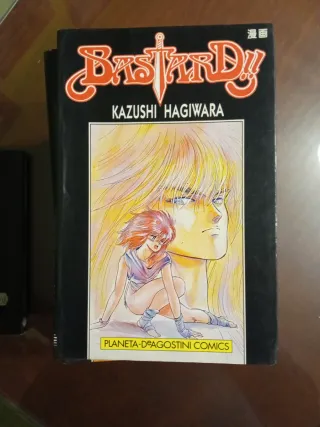 漫画
BASTARD!!
KAZUSHI HAGIWARA
PLANETA-DeAGOSTINI COMICS